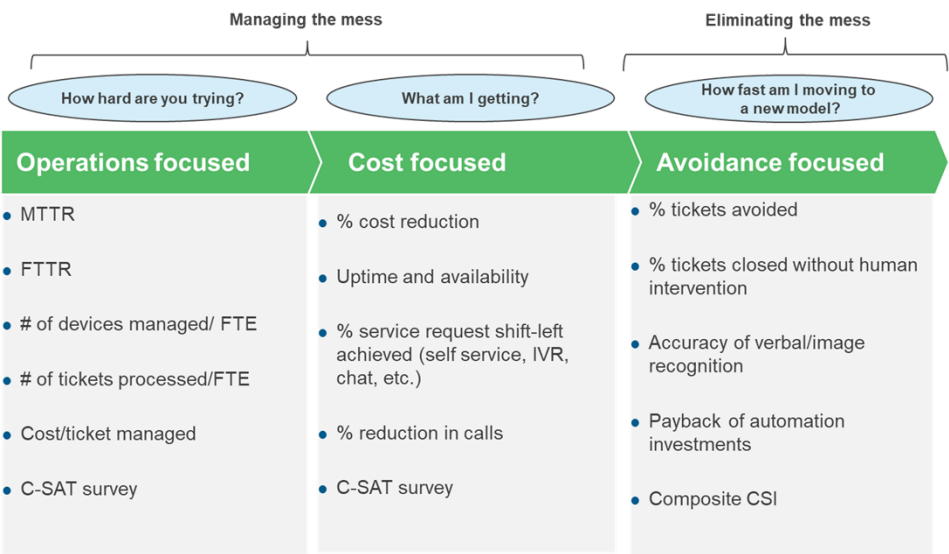 Managing the mess
Eliminating the mess
How hard are you trying?
What am I getting?
How fast am I moving to
a new model?
Operations focused
Cost focused
Avoidance focused
• MTTR
• FTTR
• # of devices managed/ FTE
• # of tickets processed/FTE
• Cost/ticket managed
• C-SAT survey
• % cost reduction
• Uptime and availability
• % service request shift-left
achieved (self service, IVR,
chat, etc.)
• % reduction in calls
• C-SAT survey
• % tickets avoided
• % tickets closed without human
intervention
• Accuracy of verbal/image
recognition
• Payback of automation
investments
• Composite CSI